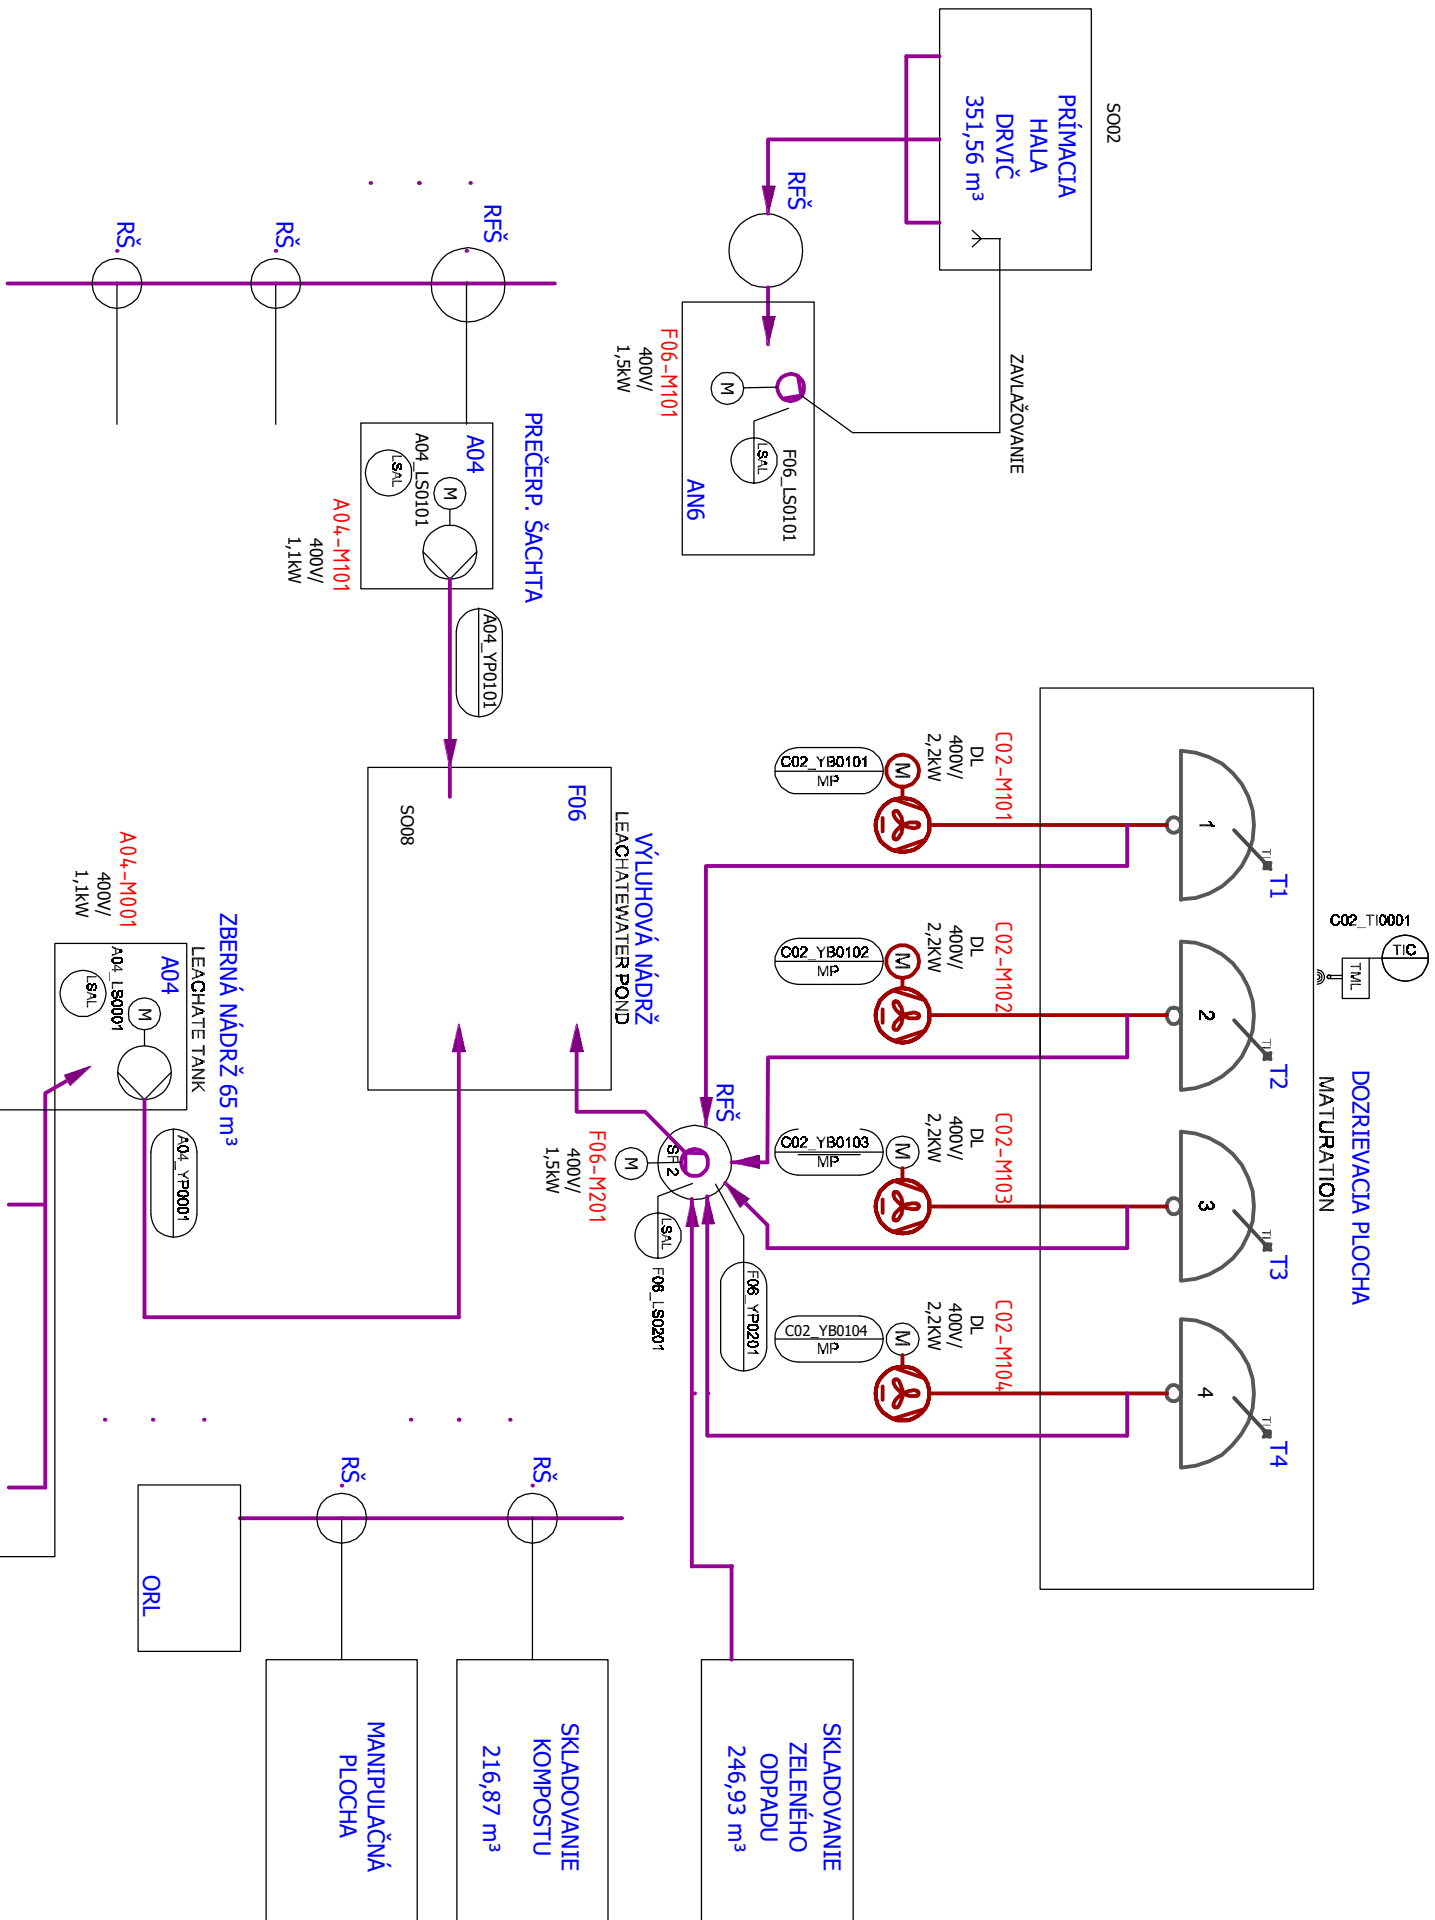 SO02
PRÍMACIA
HALA
DRVIČ
351,56 m³
ZAVLAŽOVANIE
RFŠ
F06-M101
400V/
1,5kW
M
LSAL
F06_LS0101
AN6
RFŠ
RŠ
RŠ
PREČERP. ŠACHTA
A04
A04_LS0101
M
LSAL
A04-M101
400V/
1,1kW
A04_YP0101
C02_TI0001
TIC
TML
DOZRIEVACIA PLOCHA
MATURATION
1
T1
2
T2
3
T3
4
T4
C02-M101
DL
400V/
2,2kW
M
C02_YB0101
MP
C02-M102
DL
400V/
2,2KW
M
C02_YB0102
MP
C02-M103
DL
400V/
2,2KW
M
C02_YB0103
MP
C02-M104
DL
400V/
2,2KW
M
C02_YB0104
MP
VÝLUHOVÁ NÁDRŽ
LEACHATEWATER POND
F06
SO08
RFŠ
M
F06-M201
400V/
1,5kW
LSAL
F06_LS0201
F06_YP0201
ZBERNÁ NÁDRŽ 65 m³
LEACHATE TANK
A04
A04_LS0001
M
LSAL
A04-M001
400V/
1,1kW
A04_YP0001
RŠ
RŠ
ORL
SKLADOVANIE
ZELENÉHO
ODPADU
246,93 m³
SKLADOVANIE
KOMPOSTU
216,87 m³
MANIPULAČNÁ
PLOCHA